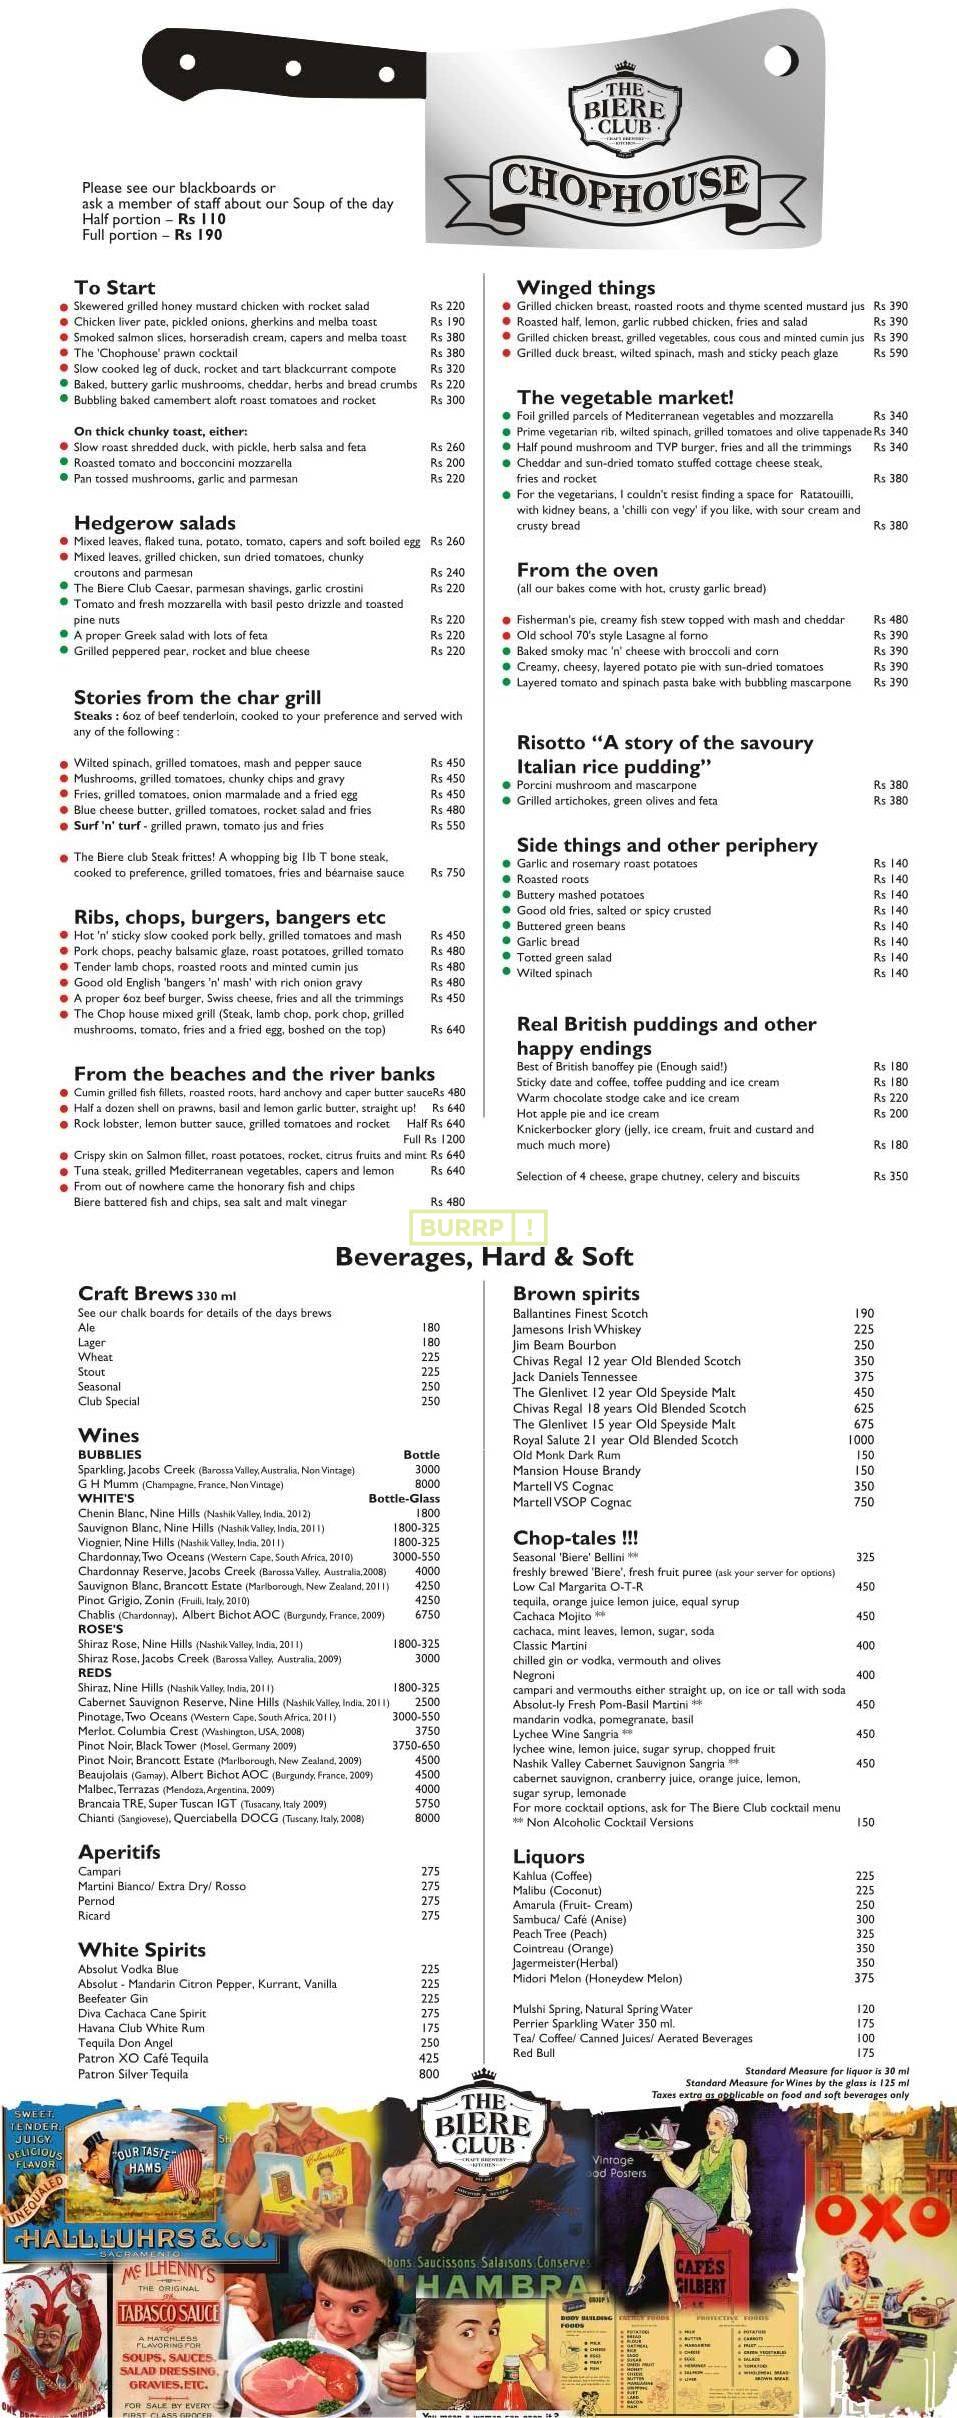 THE
BIERE
CLUB
CRAFT BREWERY
KITCHEN
CHOPHOUSE
Please see our blackboards or
ask a member of staff about our Soup of the day
Half portion – Rs 110
Full portion – Rs 190
To Start
Skewered grilled honey mustard chicken with rocket salad Rs 220
Chicken liver pate, pickled onions, gherkins and melba toast Rs 190
Smoked salmon slices, horseradish cream, capers and melba toast Rs 380
The 'Chophouse' prawn cocktail Rs 380
Slow cooked leg of duck, rocket and tart blackcurrant compote Rs 320
Baked, buttery garlic mushrooms, cheddar, herbs and bread crumbs Rs 220
Bubbling baked camembert aloft roast tomatoes and rocket Rs 300
On thick chunky toast, either:
Slow roast shredded duck, with pickle, herb salsa and feta Rs 260
Roasted tomato and bocconcini mozzarella Rs 200
Pan tossed mushrooms, garlic and parmesan Rs 220
Hedgerow salads
Mixed leaves, flaked tuna, potato, tomato, capers and soft boiled egg Rs 260
Mixed leaves, grilled chicken, sun dried tomatoes, chunky
croutons and parmesan Rs 240
The Biere Club Caesar, parmesan shavings, garlic crostini Rs 220
Tomato and fresh mozzarella with basil pesto drizzle and toasted
pine nuts Rs 220
A proper Greek salad with lots of feta Rs 220
Grilled peppered pear, rocket and blue cheese Rs 220
Stories from the char grill
Steaks : 6oz of beef tenderloin, cooked to your preference and served with
any of the following :
Wilted spinach, grilled tomatoes, mash and pepper sauce Rs 450
Mushrooms, grilled tomatoes, chunky chips and gravy Rs 450
Fries, grilled tomatoes, onion marmalade and a fried egg Rs 450
Blue cheese butter, grilled tomatoes, rocket salad and fries Rs 480
Surf 'n' turf - grilled prawn, tomato jus and fries Rs 550
The Biere club Steak frittes! A whopping big 1lb T bone steak,
cooked to preference, grilled tomatoes, fries and béarnaise sauce Rs 750
Ribs, chops, burgers, bangers etc
Hot 'n' sticky slow cooked pork belly, grilled tomatoes and mash Rs 450
Pork chops, peachy balsamic glaze, roast potatoes, grilled tomato Rs 480
Tender lamb chops, roasted roots and minted cumin jus Rs 480
Good old English 'bangers 'n' mash' with rich onion gravy Rs 480
A proper 6oz beef burger, Swiss cheese, fries and all the trimmings Rs 450
The Chop house mixed grill (Steak, lamb chop, pork chop, grilled
mushrooms, tomato, fries and a fried egg, boshed on the top) Rs 640
From the beaches and the river banks
Cumin grilled fish fillets, roasted roots, hard anchovy and caper butter sauceRs 480
Half a dozen shell on prawns, basil and lemon garlic butter, straight up! Rs 640
Rock lobster, lemon butter sauce, grilled tomatoes and rocket Half Rs 640
Full Rs 1200
Crispy skin on Salmon fillet, roast potatoes, rocket, citrus fruits and mint Rs 640
Tuna steak, grilled Mediterranean vegetables, capers and lemon Rs 640
From out of nowhere came the honorary fish and chips
Biere battered fish and chips, sea salt and malt vinegar Rs 480
Winged things
Grilled chicken breast, roasted roots and thyme scented mustard jus Rs 390
Roasted half, lemon, garlic rubbed chicken, fries and salad Rs 390
Grilled chicken breast, grilled vegetables, cous cous and minted cumin jus Rs 390
Grilled duck breast, wilted spinach, mash and sticky peach glaze Rs 590
The vegetable market!
Foil grilled parcels of Mediterranean vegetables and mozzarella Rs 340
Prime vegetarian rib, wilted spinach, grilled tomatoes and olive tappenade Rs 340
Half pound mushroom and TVP burger, fries and all the trimmings Rs 340
Cheddar and sun-dried tomato stuffed cottage cheese steak,
fries and rocket Rs 380
For the vegetarians, I couldn't resist finding a space for Ratatouilli,
with kidney beans, a 'chilli con vegy' if you like, with sour cream and
crusty bread Rs 380
From the oven
(all our bakes come with hot, crusty garlic bread)
Fisherman's pie, creamy fish stew topped with mash and cheddar Rs 480
Old school 70's style Lasagne al forno Rs 390
Baked smoky mac 'n' cheese with broccoli and corn Rs 390
Creamy, cheesy, layered potato pie with sun-dried tomatoes Rs 390
Layered tomato and spinach pasta bake with bubbling mascarpone Rs 390
Risotto “A story of the savoury
Italian rice pudding”
Porcini mushroom and mascarpone Rs 380
Grilled artichokes, green olives and feta Rs 380
Side things and other periphery
Garlic and rosemary roast potatoes Rs 140
Roasted roots Rs 140
Buttery mashed potatoes Rs 140
Good old fries, salted or spicy crusted Rs 140
Buttered green beans Rs 140
Garlic bread Rs 140
Totted green salad Rs 140
Wilted spinach Rs 140
Real British puddings and other
happy endings
Best of British banoffey pie (Enough said!) Rs 180
Sticky date and coffee, toffee pudding and ice cream Rs 180
Warm chocolate stodge cake and ice cream Rs 220
Hot apple pie and ice cream Rs 200
Knickerbocker glory (jelly, ice cream, fruit and custard and
much much more) Rs 180
Selection of 4 cheese, grape chutney, celery and biscuits Rs 350
BURRP !
Beverages, Hard & Soft
Craft Brews 330 ml
See our chalk boards for details of the days brews
Ale 180
Lager 180
Wheat 225
Stout 225
Seasonal 250
Club Special 250
Wines
BUBBLIES Bottle
Sparkling, Jacobs Creek (Barossa Valley, Australia, Non Vintage) 3000
G H Mumm (Champagne, France, Non Vintage) 8000
WHITE'S Bottle-Glass
Chenin Blanc, Nine Hills (Nashik Valley, India, 2012) 1800
Sauvignon Blanc, Nine Hills (Nashik Valley, India, 2011) 1800-325
Viognier, Nine Hills (Nashik Valley, India, 2011) 1800-325
Chardonnay, Two Oceans (Western Cape, South Africa, 2010) 3000-550
Chardonnay Reserve, Jacobs Creek (Barossa Valley, Australia,2008) 4000
Sauvignon Blanc, Brancott Estate (Marlborough, New Zealand, 2011) 4250
Pinot Grigio, Zonin (Fruili, Italy, 2010) 4250
Chablis (Chardonnay), Albert Bichot AOC (Burgundy, France, 2009) 6750
ROSE'S
Shiraz Rose, Nine Hills (Nashik Valley, India, 2011) 1800-325
Shiraz Rose, Jacobs Creek (Barossa Valley, Australia, 2009) 3000
REDS
Shiraz, Nine Hills (Nashik Valley, India, 2011) 1800-325
Cabernet Sauvignon Reserve, Nine Hills (Nashik Valley, India, 2011) 2500
Pinotage, Two Oceans (Western Cape, South Africa, 2011) 3000-550
Merlot. Columbia Crest (Washington, USA, 2008) 3750
Pinot Noir, Black Tower (Mosel, Germany 2009) 3750-650
Pinot Noir, Brancott Estate (Marlborough, New Zealand, 2009) 4500
Beaujolais (Gamay), Albert Bichot AOC (Burgundy, France, 2009) 4500
Malbec, Terrazas (Mendoza, Argentina, 2009) 4000
Brancaia TRE, Super Tuscan IGT (Tusacany, Italy 2009) 5750
Chianti (Sangiovese), Querciabella DOCG (Tuscany, Italy, 2008) 8000
Aperitifs
Campari 275
Martini Bianco/ Extra Dry/ Rosso 275
Pernod 275
Ricard 275
White Spirits
Absolut Vodka Blue 225
Absolut - Mandarin Citron Pepper, Kurrant, Vanilla 225
Beefeater Gin 225
Diva Cachaca Cane Spirit 275
Havana Club White Rum 175
Tequila Don Angel 250
Patron XO Café Tequila 425
Patron Silver Tequila 800
Brown spirits
Ballantines Finest Scotch 190
Jamesons Irish Whiskey 225
Jim Beam Bourbon 250
Chivas Regal 12 year Old Blended Scotch 350
Jack Daniels Tennessee 375
The Glenlivet 12 year Old Speyside Malt 450
Chivas Regal 18 years Old Blended Scotch 625
The Glenlivet 15 year Old Speyside Malt 675
Royal Salute 21 year Old Blended Scotch 1000
Old Monk Dark Rum 150
Mansion House Brandy 150
Martell VS Cognac 350
Martell VSOP Cognac 750
Chop-tales !!!
Seasonal 'Biere' Bellini ** 325
freshly brewed 'Biere', fresh fruit puree (ask your server for options)
Low Cal Margarita O-T-R 450
tequila, orange juice lemon juice, equal syrup
Cachaca Mojito ** 450
cachaca, mint leaves, lemon, sugar, soda
Classic Martini 400
chilled gin or vodka, vermouth and olives
Negroni 400
campari and vermouths either straight up, on ice or tall with soda
Absolut-ly Fresh Pom-Basil Martini ** 450
mandarin vodka, pomegranate, basil
Lychee Wine Sangria ** 450
lychee wine, lemon juice, sugar syrup, chopped fruit
Nashik Valley Cabernet Sauvignon Sangria ** 450
cabernet sauvignon, cranberry juice, orange juice, lemon,
sugar syrup, lemonade
For more cocktail options, ask for The Biere Club cocktail menu
** Non Alcoholic Cocktail Versions 150
Liquors
Kahlua (Coffee) 225
Malibu (Coconut) 225
Amarula (Fruit- Cream) 250
Sambuca/ Café (Anise) 300
Peach Tree (Peach) 325
Cointreau (Orange) 350
Jagermeister(Herbal) 350
Midori Melon (Honeydew Melon) 375
Mulshi Spring, Natural Spring Water 120
Perrier Sparkling Water 350 ml. 175
Tea/ Coffee/ Canned Juices/ Aerated Beverages 100
Red Bull 175
Standard Measure for liquor is 30 ml
Standard Measure for Wines by the glass is 125 ml
Taxes extra as applicable on food and soft beverages only
THE
BIERE
CLUB
CRAFT BREWERY
KITCHEN
SWEET,
TENDER,
JUICY,
DELICIOUS
FLAVOR
UNEQUALED
"OUR TASTE"
HAMS
HALL, LUHRS & CO.
SACRAMENTO
Vintage
od Posters
OXO
bons. Saucissons. Salaisons. Conserves
LHAMBRA
CAFÉS
GILBERT
MCILHENNY'S
THE ORIGINAL
TABASCO SAUCE
A MATCHLESS
FLAVORING FOR
SOUPS, SAUCES,
SALAD DRESSING,
GRAVIES, ETC.
FOR SALE BY EVERY
FIRST CLASS GROCER
BODY BUILDING
FOODS
ENERGY FOODS
PROTECTIVE FOODS